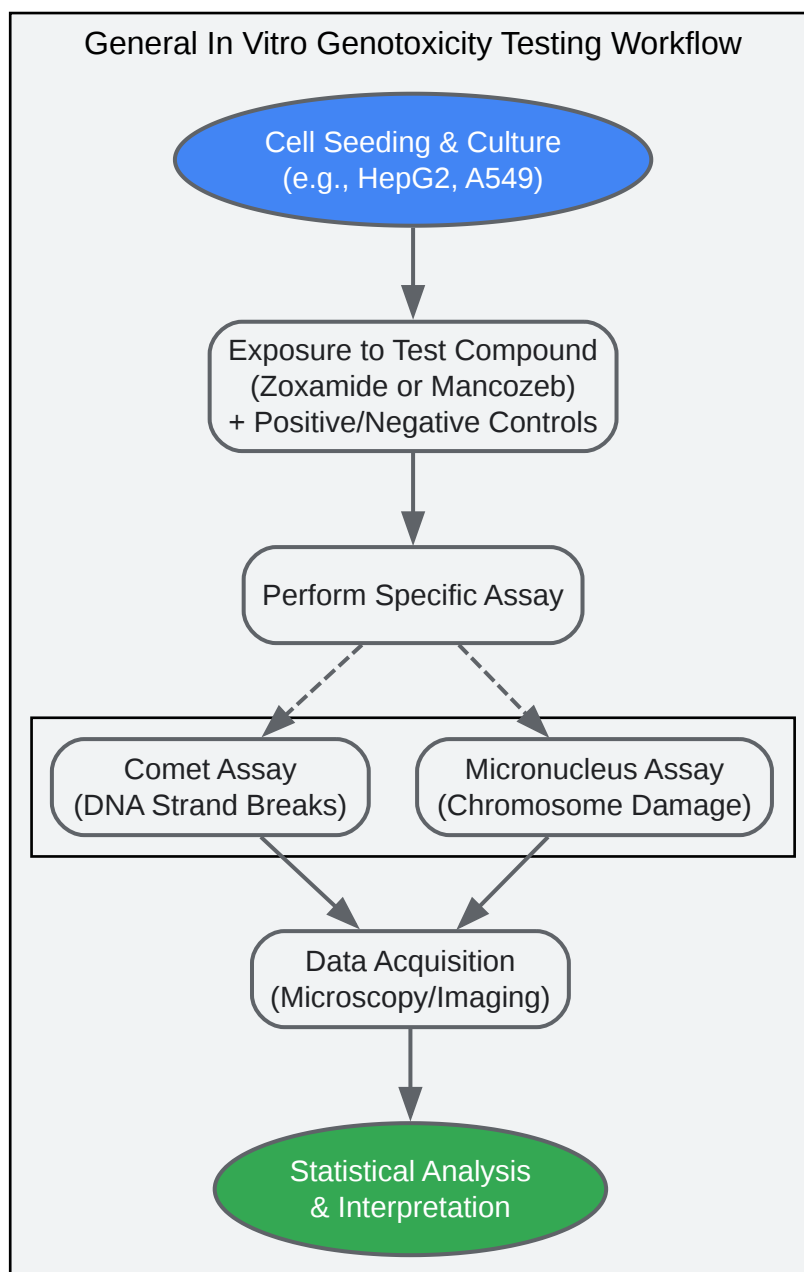 General In Vitro Genotoxicity Testing Workflow
Cell Seeding & Culture
(e.g., HepG2, A549)
Exposure to Test Compound
(Zoxamide or Mancozeb)
+ Positive/Negative Controls
Perform Specific Assay
Comet Assay
(DNA Strand Breaks)
Micronucleus Assay
(Chromosome Damage)
Data Acquisition
(Microscopy/Imaging)
Statistical Analysis
& Interpretation